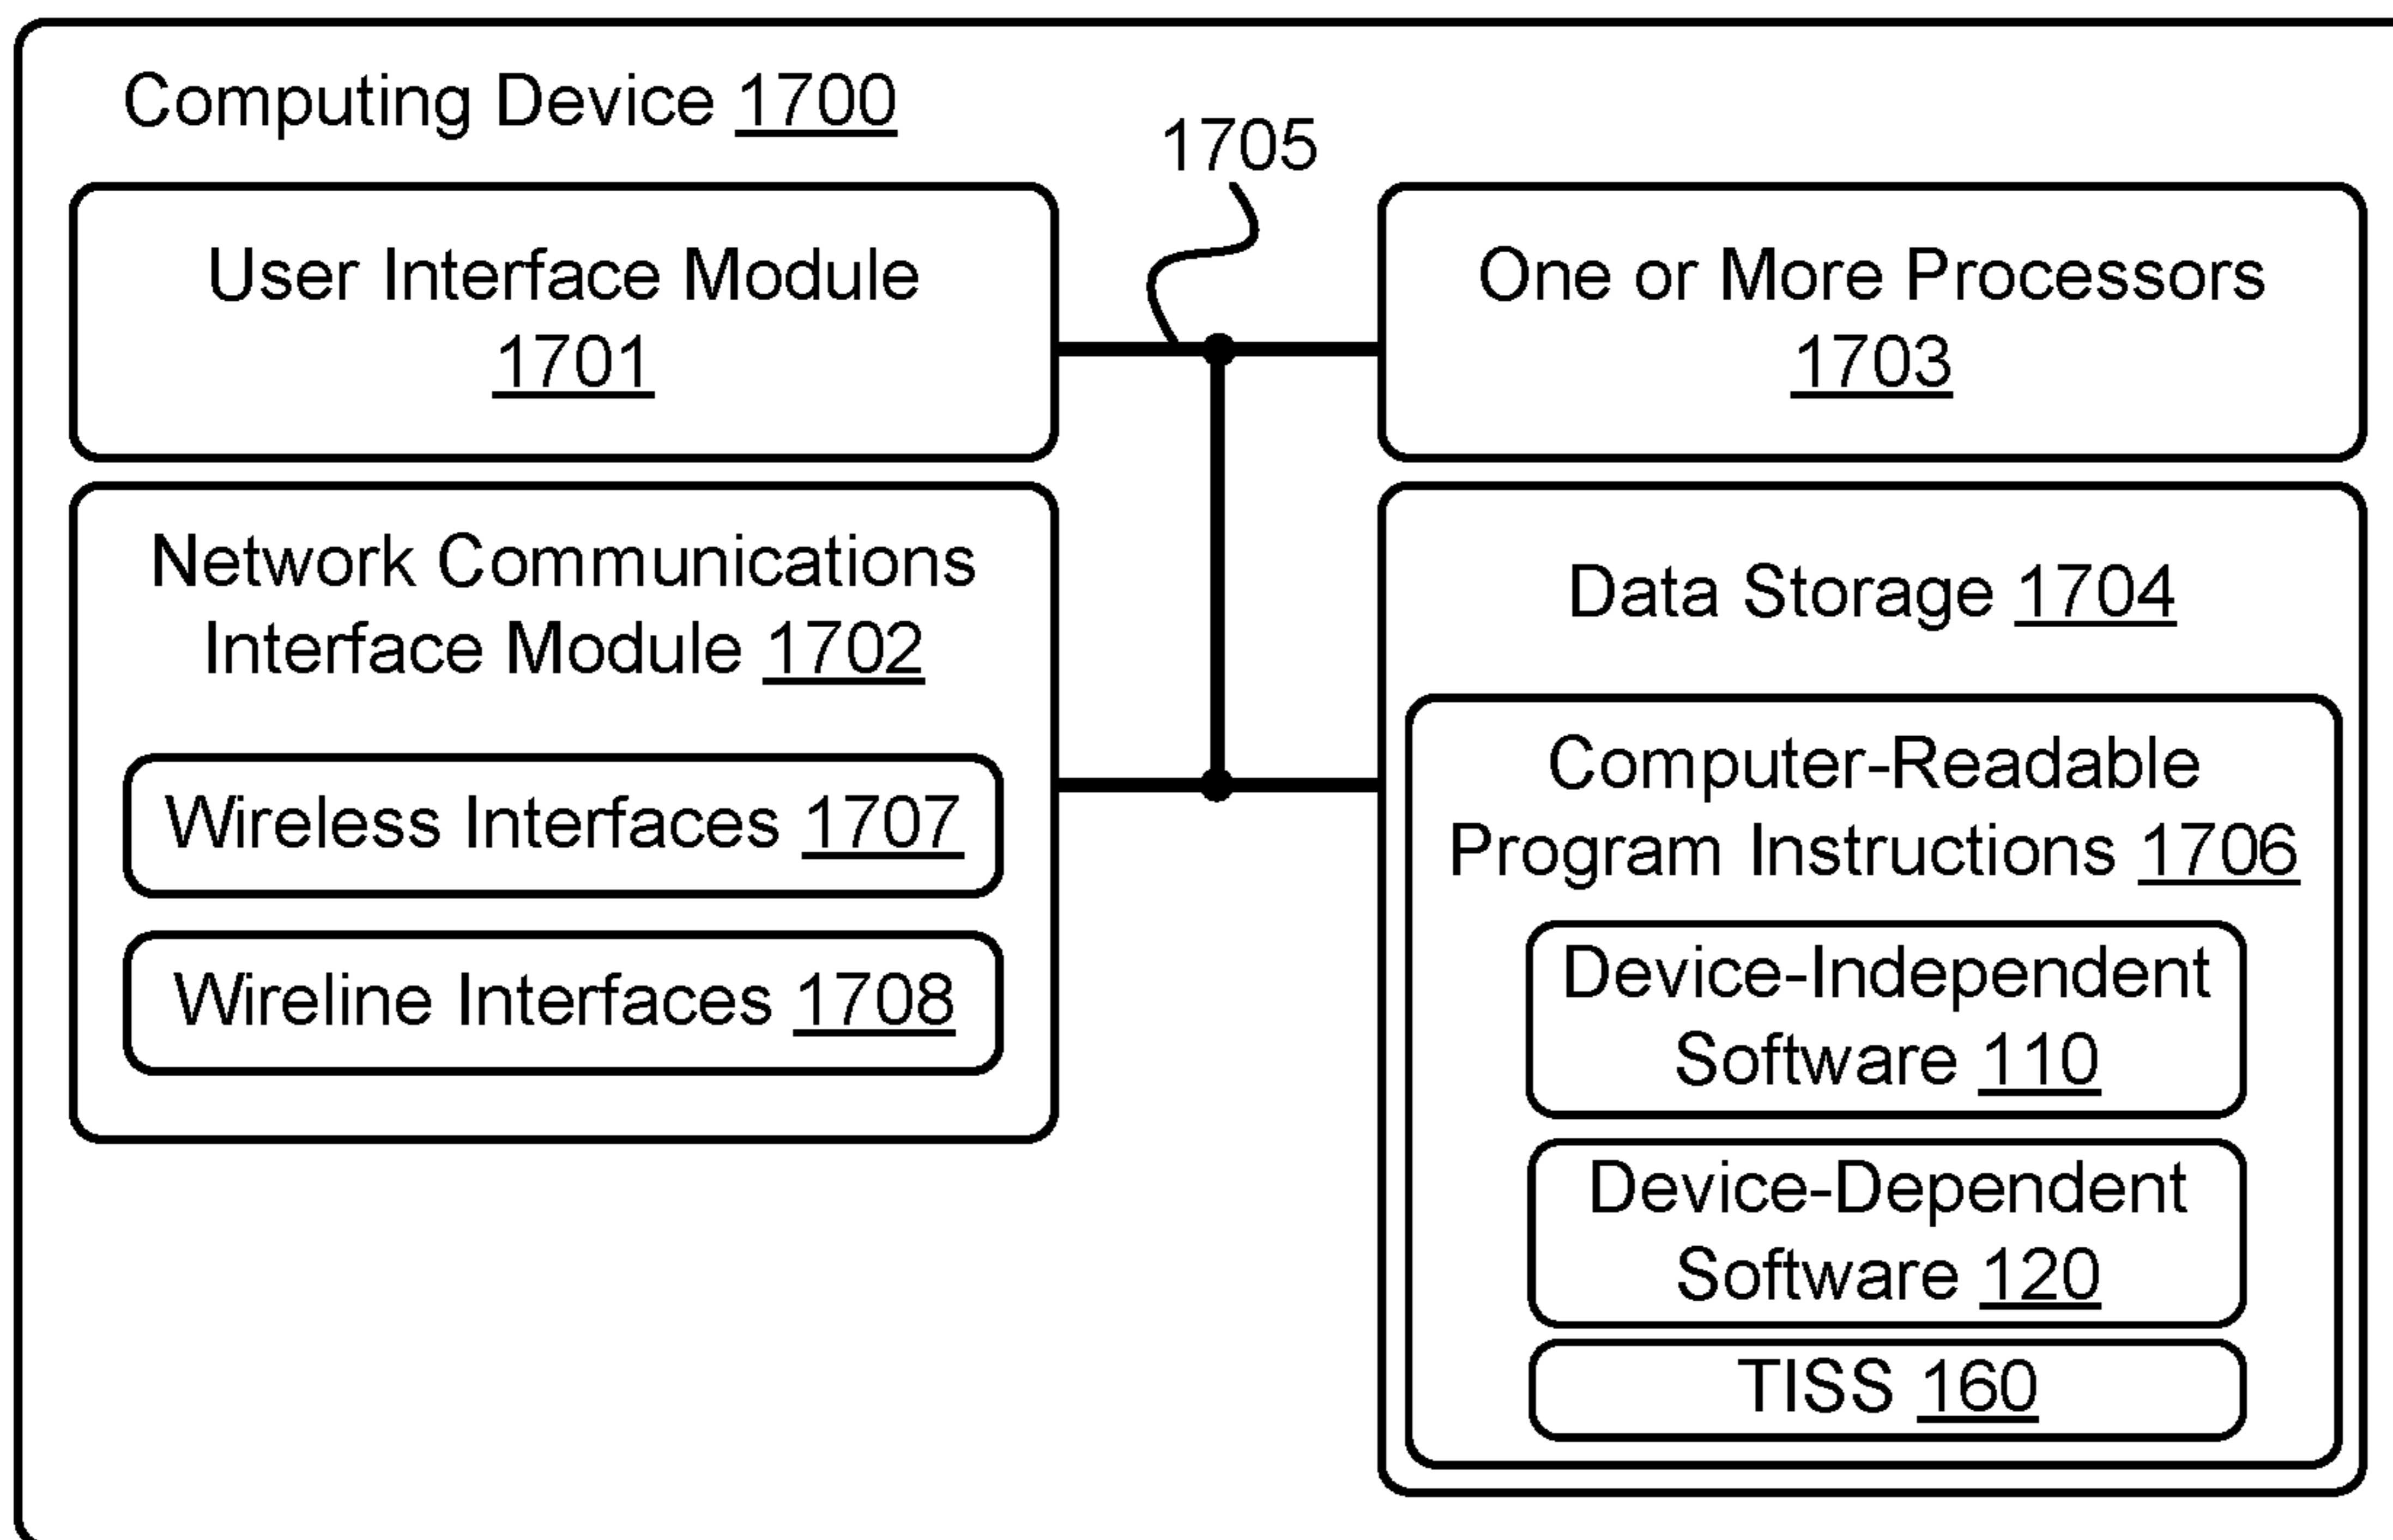 Computing Device 1700
1705
User Interface Module
1701
One or More Processors
1703
Network Communications
Interface Module 1702
Wireless Interfaces 1707
Wireline Interfaces 1708
Data Storage 1704
Computer-Readable
Program Instructions 1706
Device-Independent
Software 110
Device-Dependent
Software 120
TISS 160